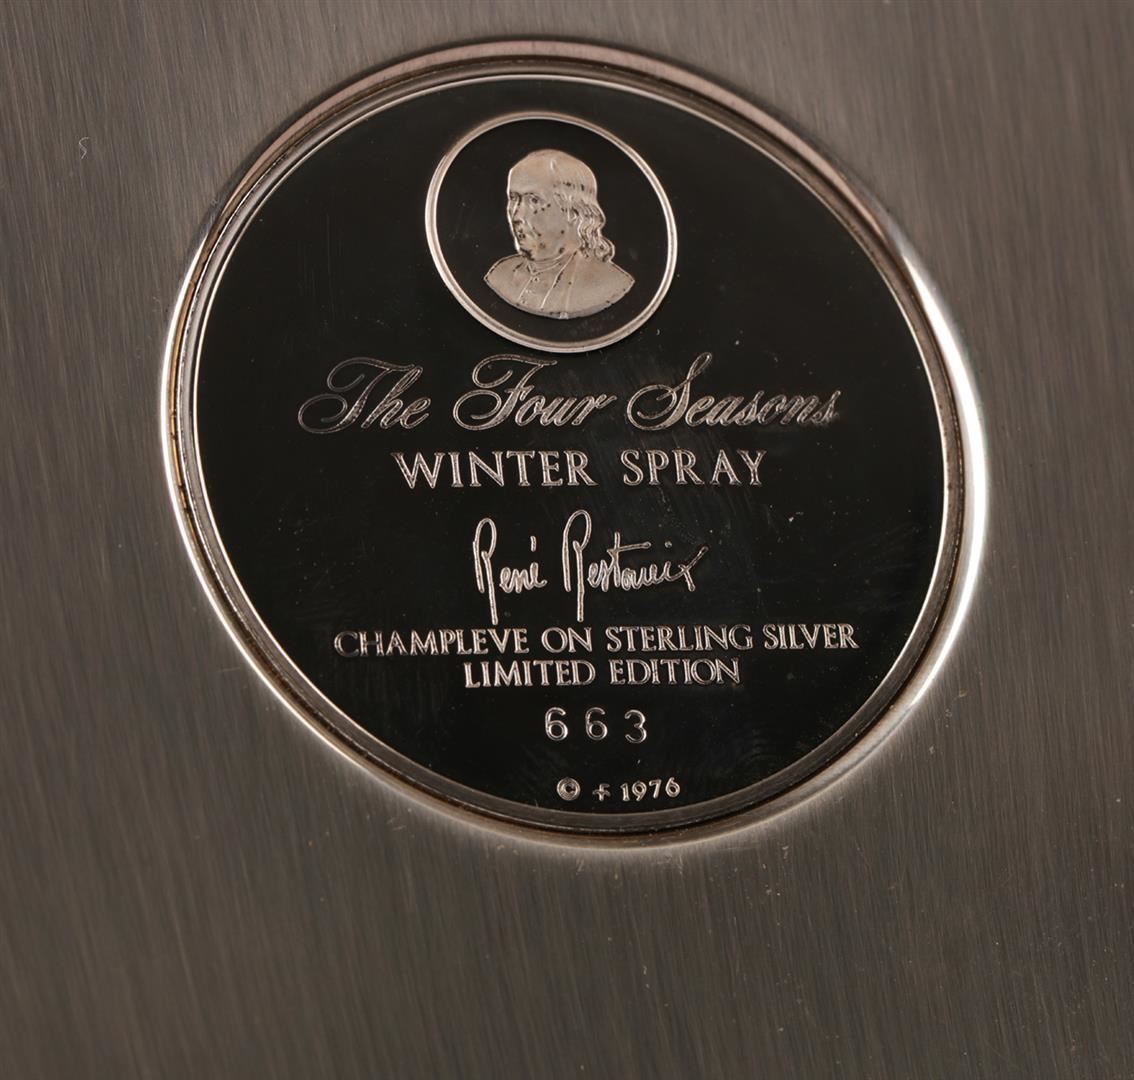 The Four Seasons
WINTER SPRAY
René Restoueix
CHAMPLEVE ON STERLING SILVER
LIMITED EDITION
663
© f 1976